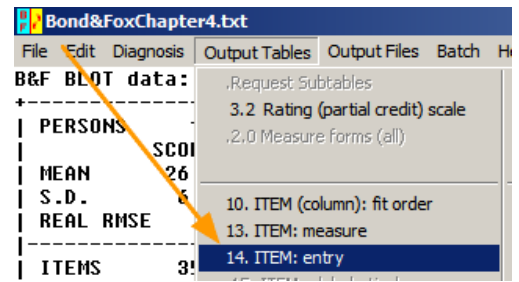 Bond&FoxChapter4.txt
File Edit Diagnosis Output Tables Output Files Batch
B&F BLOT data:
.Request Subtables
3.2 Rating (partial credit) scale
.2.0 Measure forms (all)
PERSONS
MEAN 26
S.D.
REAL RMSE
ITEMS
10. ITEM (column): fit order
13. ITEM: measure
14. ITEM: entry